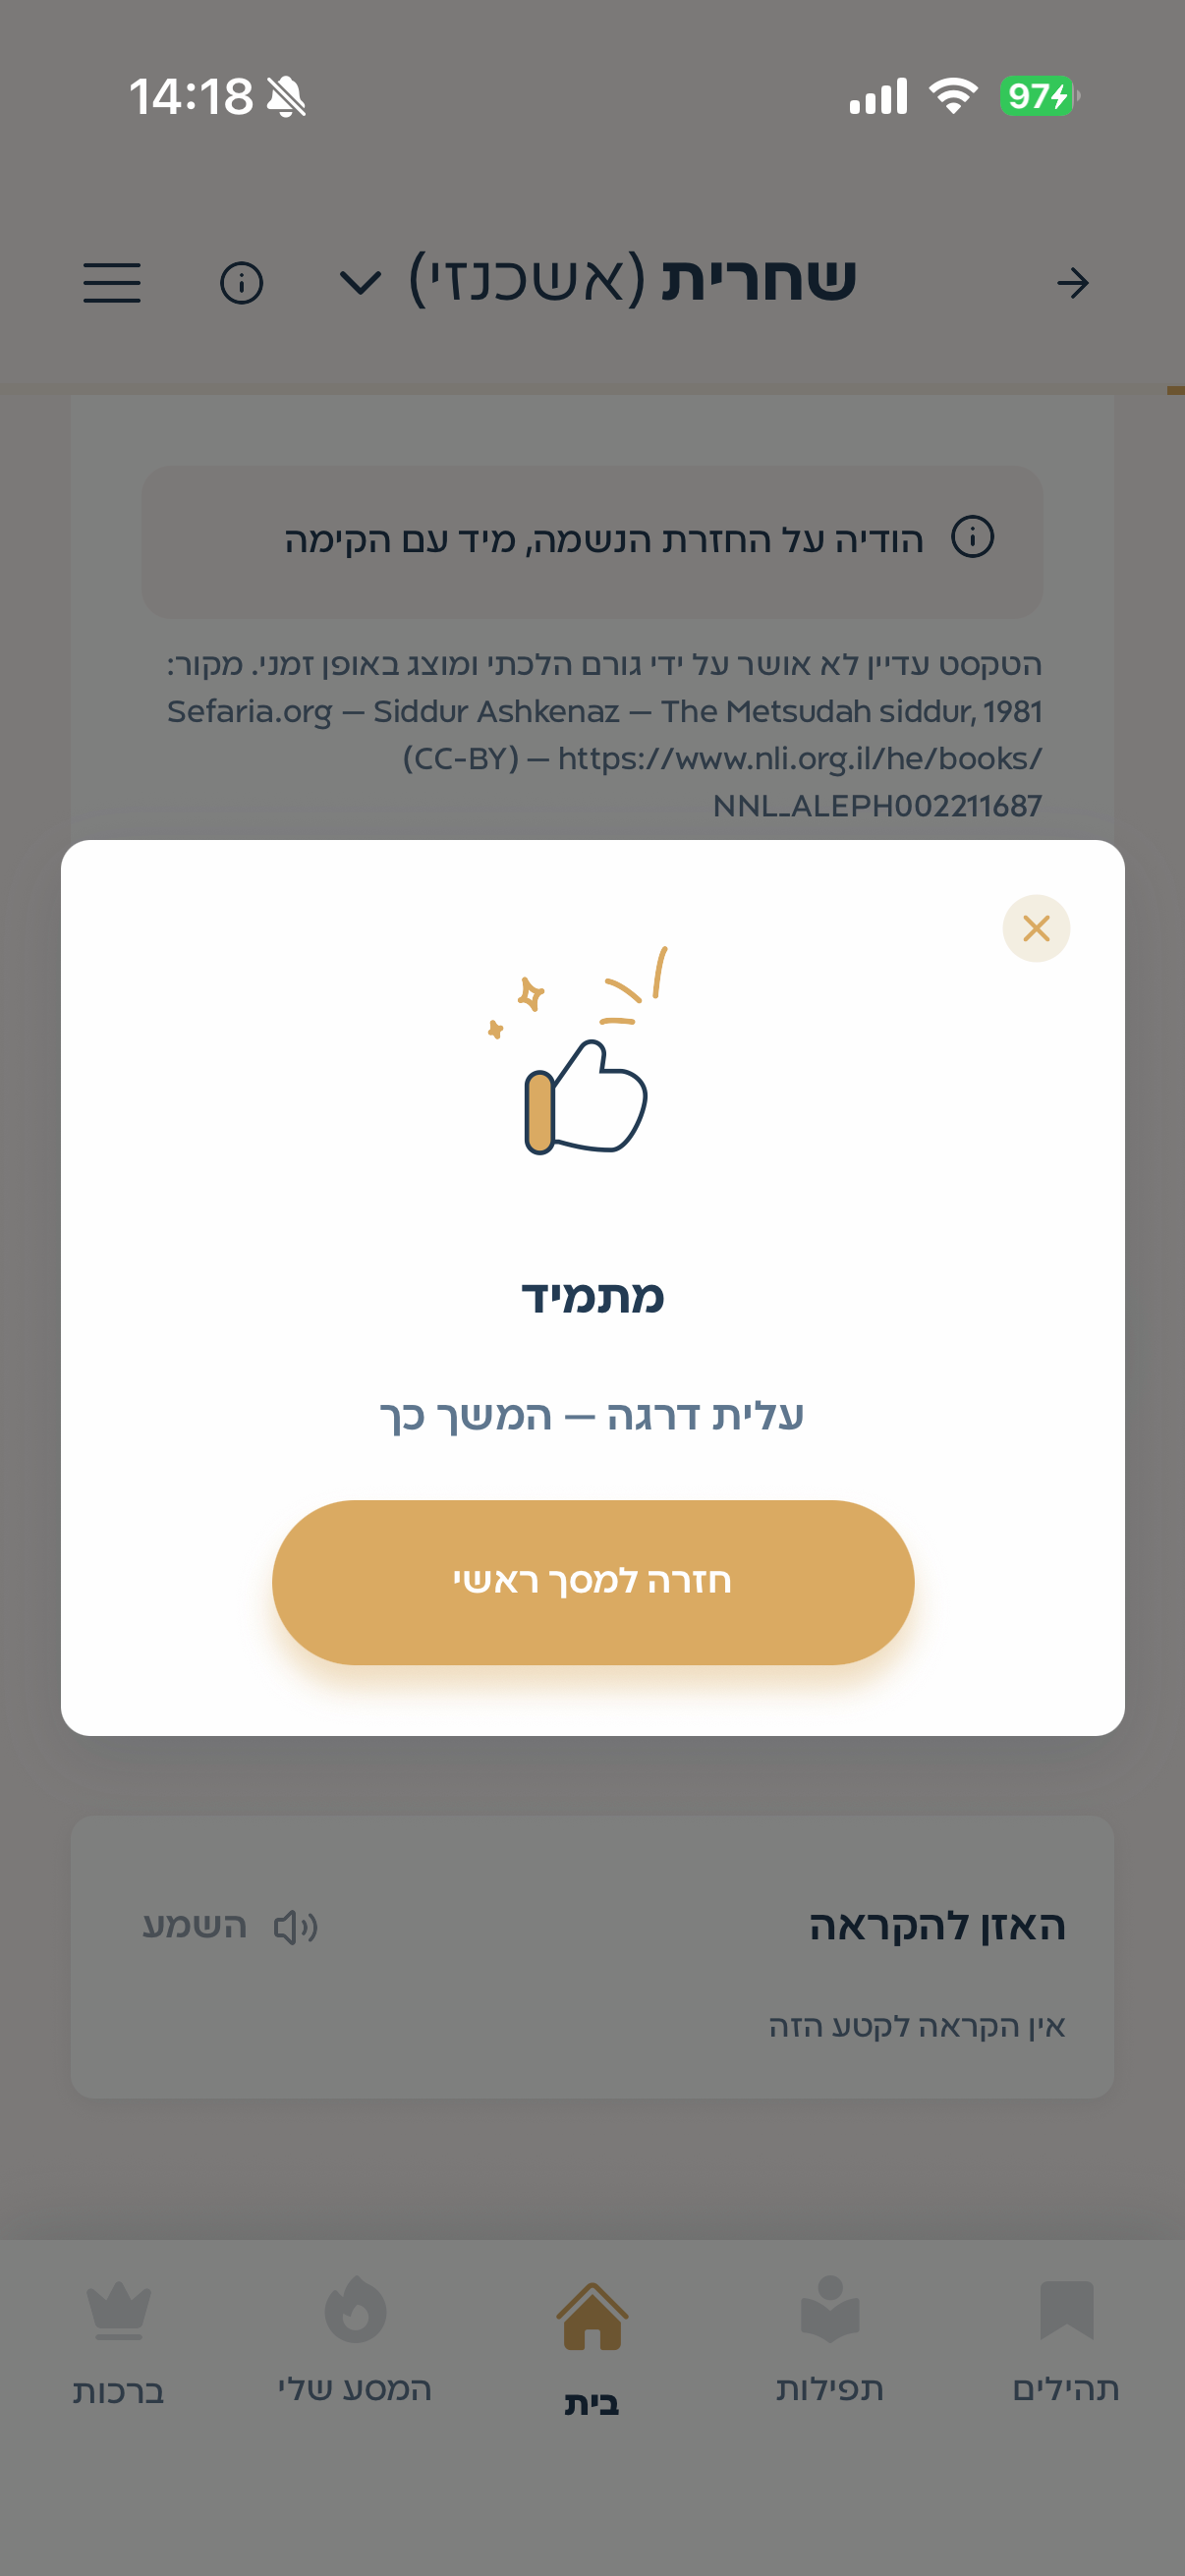 14:18
97
שחרית (אשכנזי)
הודיה על החזרת הנשמה, מיד עם הקימה
הטקסט עדיין לא אושר על ידי גורם הלכתי ומוצג באופן זמני. מקור:
Sefaria.org — Siddur Ashkenaz — The Metsudah siddur, 1981
(CC-BY) — https://www.nli.org.il/he/books/
NNL_ALEPH002211687
מתמיד
עלית דרגה — המשך כך
חזרה למסך ראשי
האזן להקראה
השמע
אין הקראה לקטע הזה
תהילים
תפילות
בית
המסע שלי
ברכות